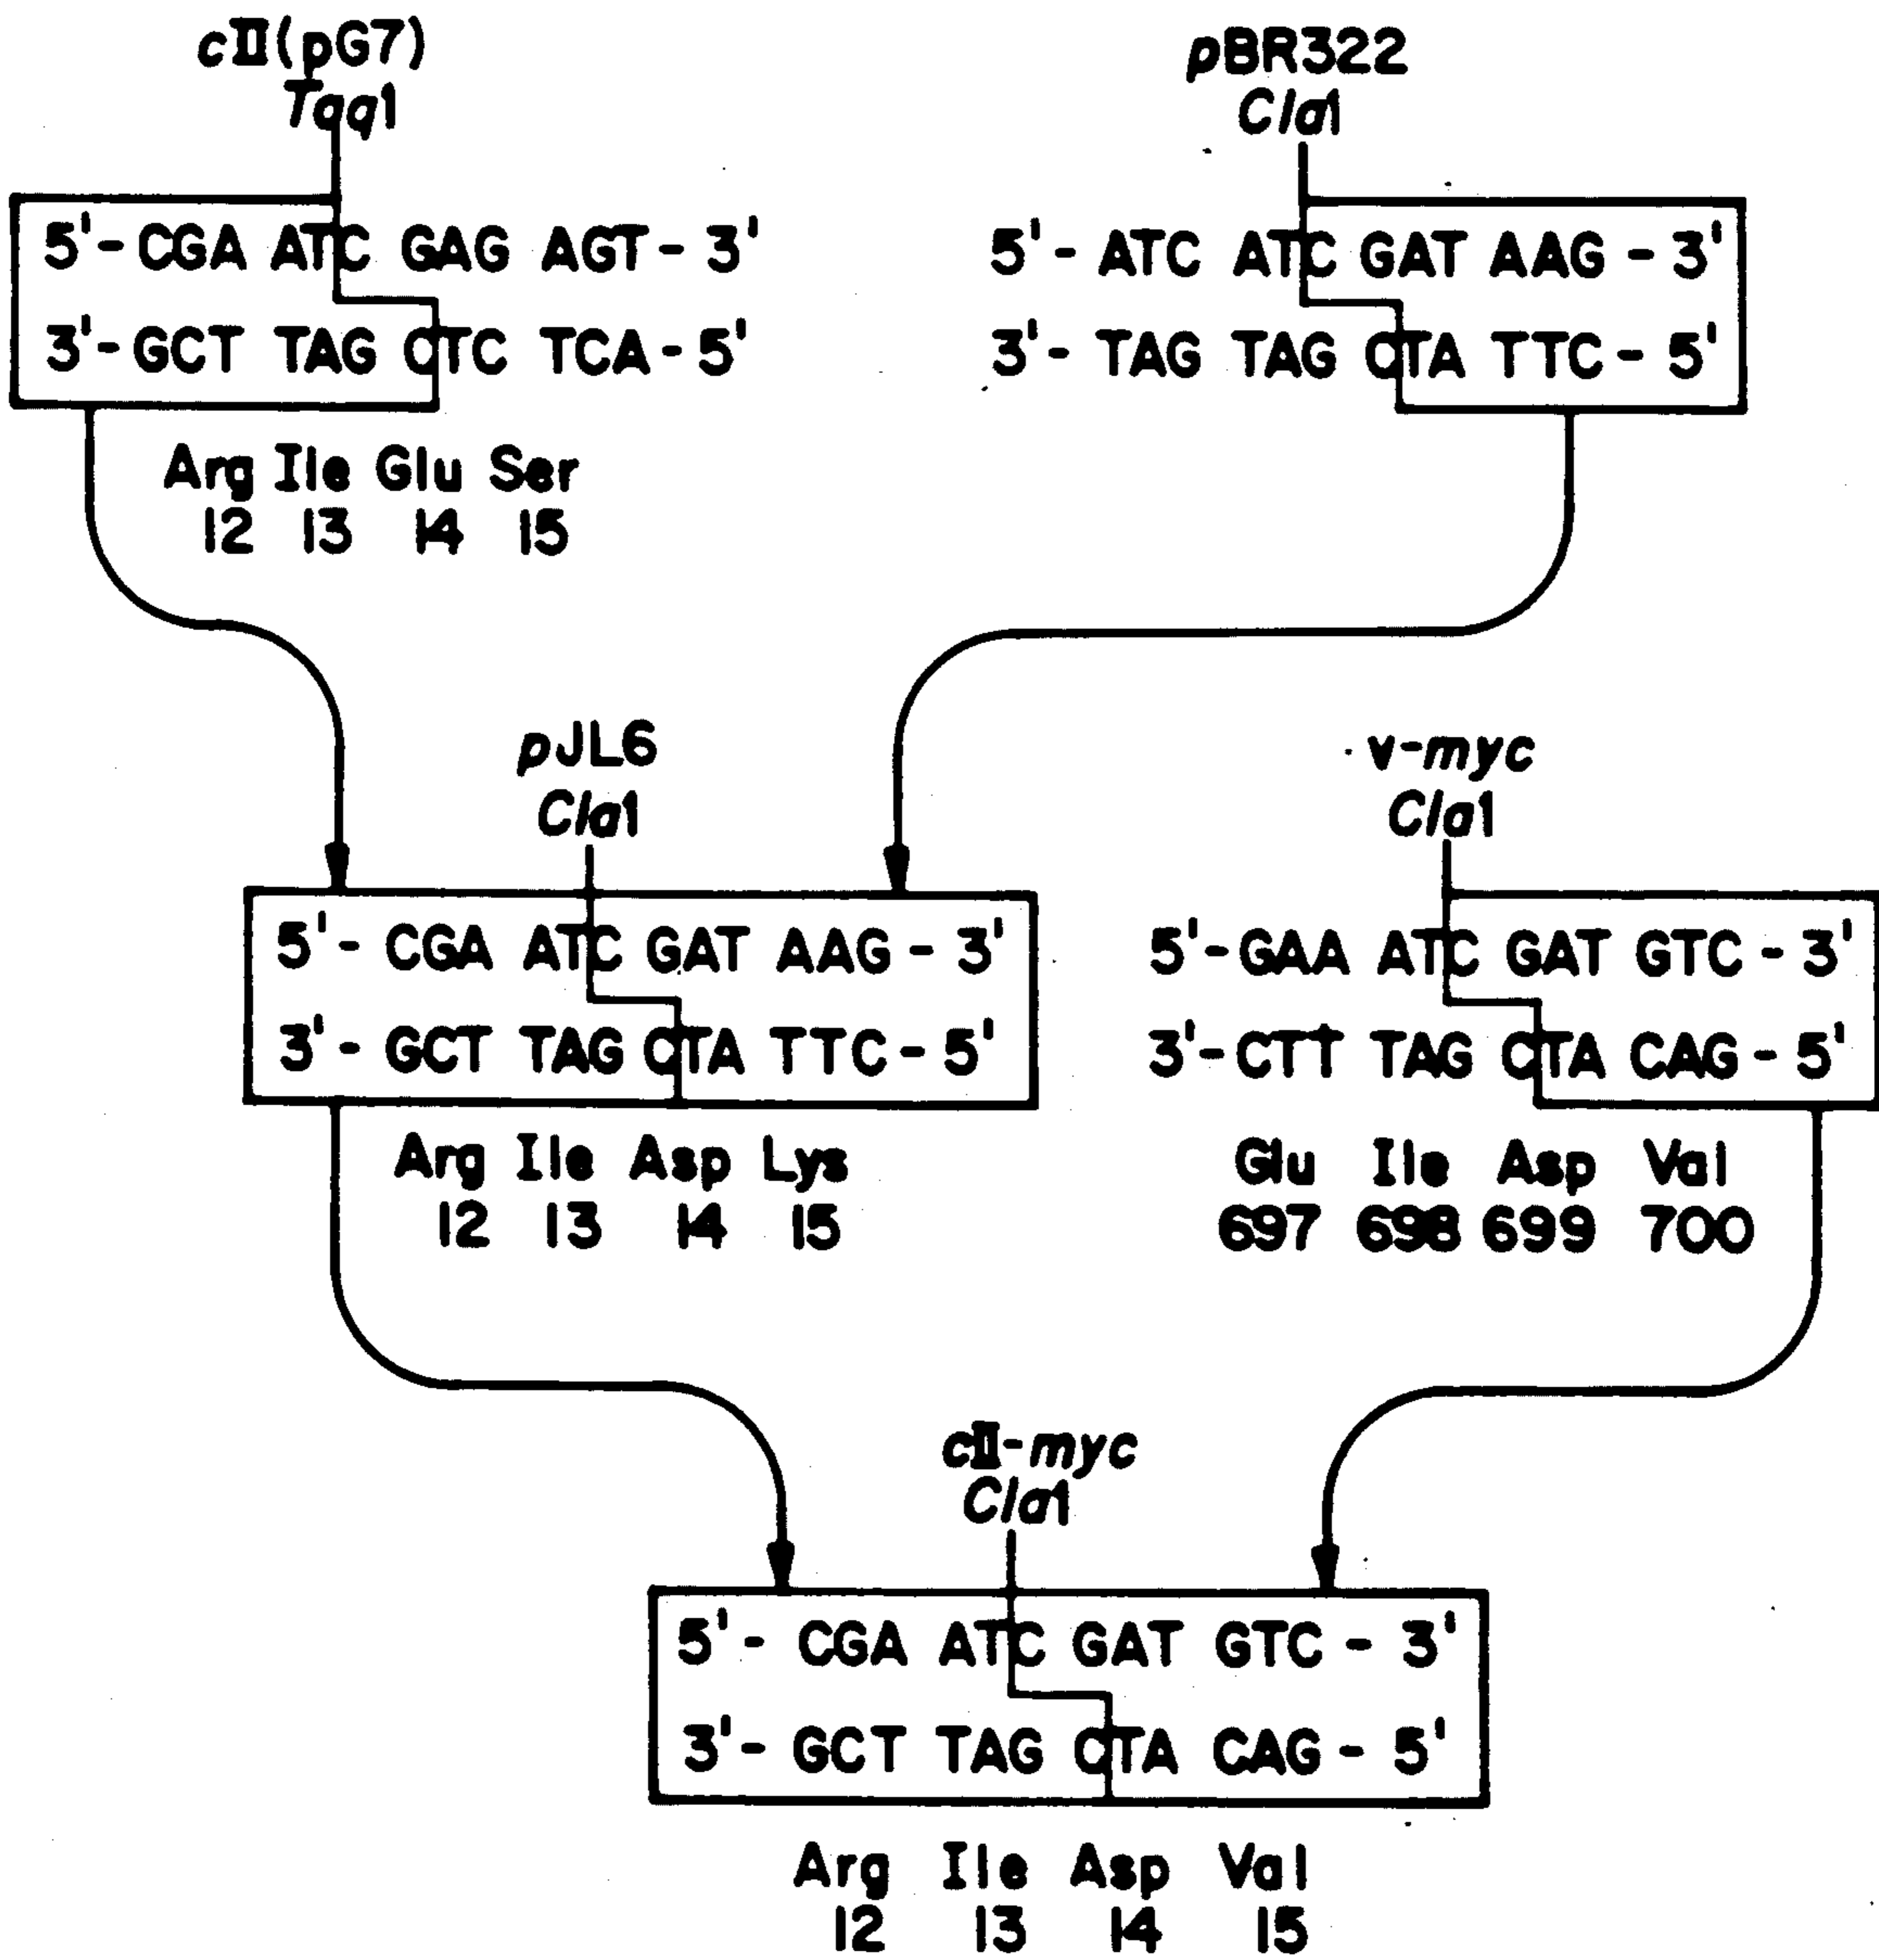 cII(pG7)
Taq1
5'- CGA ATC GAG AGT - 3'
3'- GCT TAG CTC TCA - 5'
Arg Ile Glu Ser
12 13 14 15
pBR322
Cla1
5'- ATC ATC GAT AAG - 3'
3'- TAG TAG CTA TTC - 5'
pJL6
Cla1
5'- CGA ATC GAT AAG - 3'
3'- GCT TAG CTA TTC - 5'
Arg Ile Asp Lys
12 13 14 15
v-myc
Cla1
5'-GAA ATC GAT GTC - 3'
3'-CTT TAG CTA CAG - 5'
Glu Ile Asp Val
697 698 699 700
cII-myc
Cla1
5'- CGA ATC GAT GTC - 3'
3'- GCT TAG CTA CAG - 5'
Arg Ile Asp Val
12 13 14 15